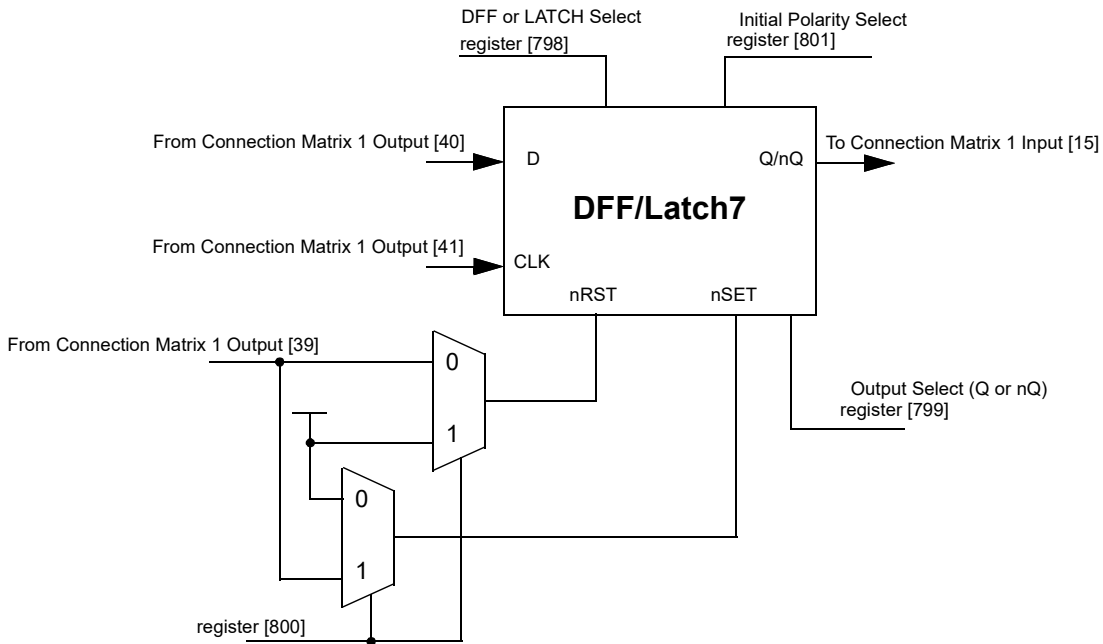 DFF or LATCH Select
register [798]
Initial Polarity Select
register [801]
From Connection Matrix 1 Output [40]
D
Q/nQ
To Connection Matrix 1 Input [15]
DFF/Latch7
From Connection Matrix 1 Output [41]
CLK
nRST
nSET
From Connection Matrix 1 Output [39]
0
1
Output Select (Q or nQ)
register [799]
0
1
register [800]